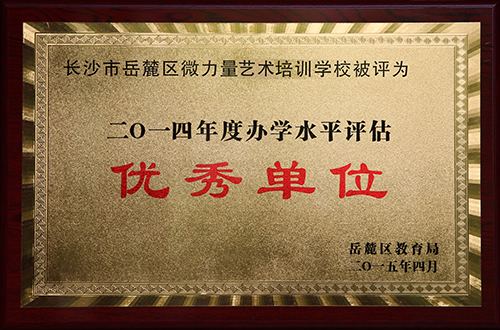 长沙市岳麓区微力量艺术培训学校被评为
二〇一四年度办学水平评估
优秀单位
岳麓区教育局
二〇一五年四月